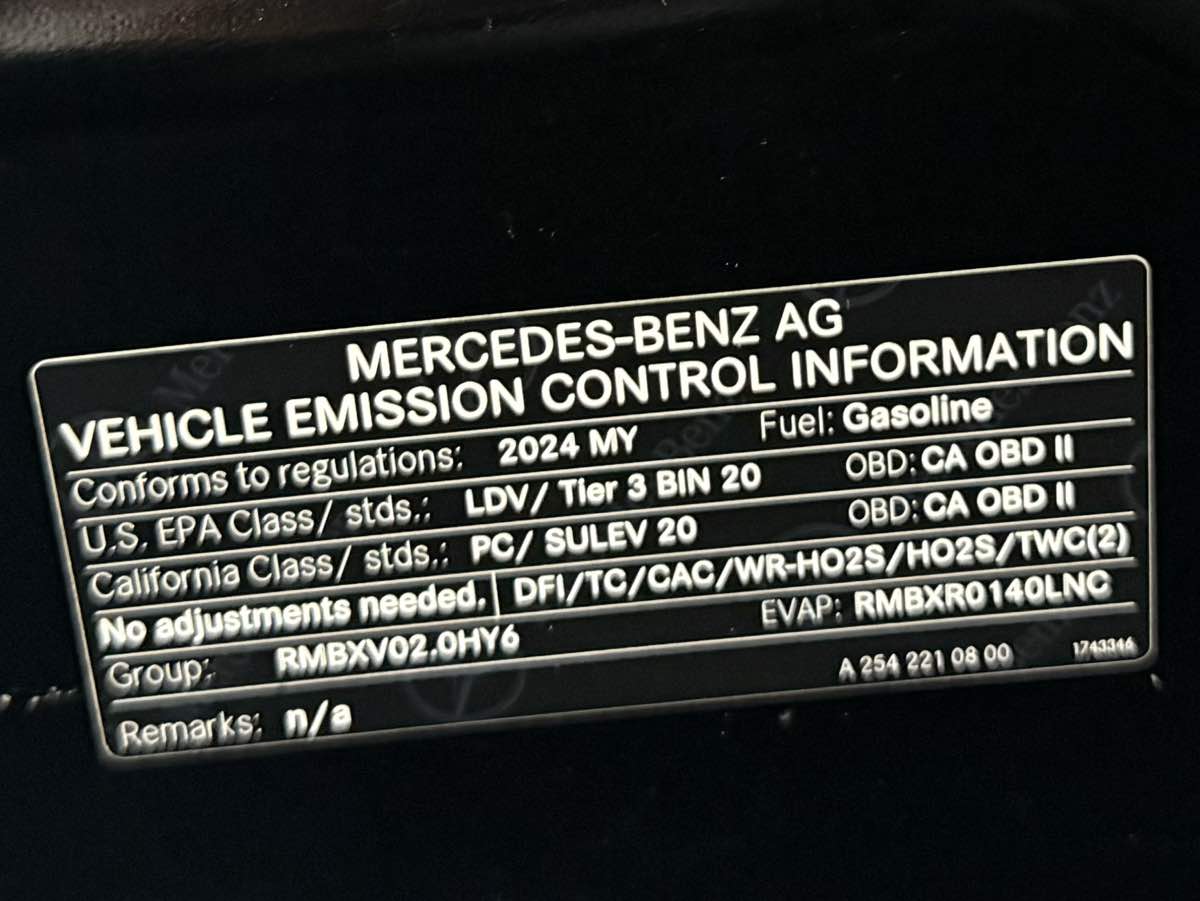 MERCEDES-BENZ AG
VEHICLE EMISSION CONTROL INFORMATION
Conforms to regulations: 2024 MY Fuel: Gasoline
U.S. EPA Class/ stds.: LDV/ Tier 3 BIN 20 OBD: CA OBD II
California Class/ stds.: PC/ SULEV 20 OBD: CA OBD II
No adjustments needed. DFI/TC/CAC/WR-HO2S/HO2S/TWC(2)
Group: RMBXV02.0HY6 EVAP: RMBXR0140LNC
Remarks: n/a A 254 221 08 00 1743346